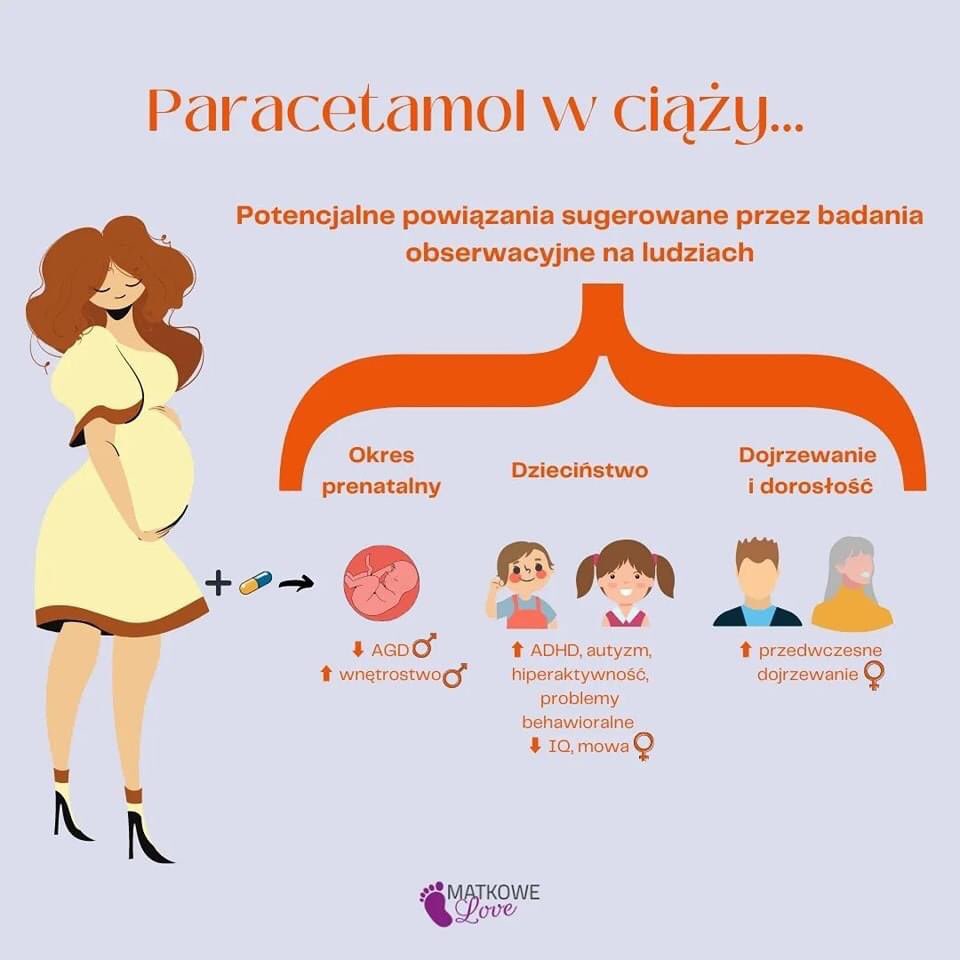 Paracetamol w ciąży...
Potencjalne powiązania sugerowane przez badania
obserwacyjne na ludziach
Okres
prenatalny
⬇ AGD♂
⬆ wnętrostwo♂
Dzieciństwo
⬆ ADHD, autyzm,
hiperaktywność,
problemy
behawioralne
⬇ IQ, mowa♀
Dojrzewanie
i dorosłość
⬆ przedwczesne
dojrzewanie♀
MATKOWE
Love